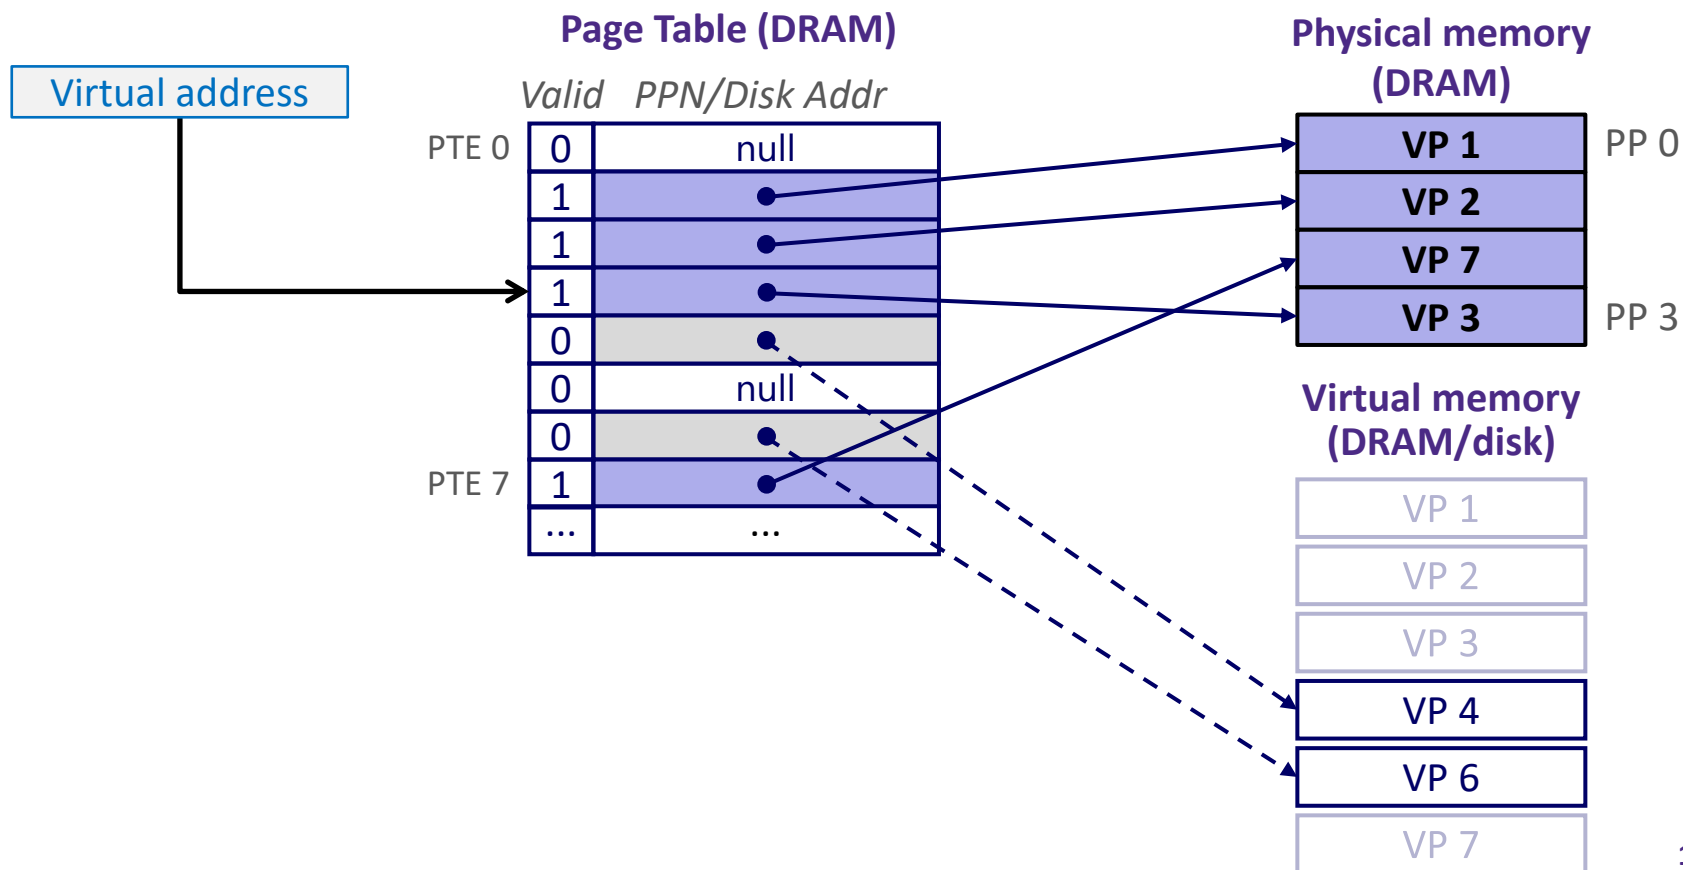 Page Table (DRAM)
Physical memory
(DRAM)
Virtual address
Valid PPN/Disk Addr
PTE 0 0 null
1
1
1
0
0 null
0
PTE 7 1
... ...
VP 1 PP 0
VP 2
VP 7
VP 3 PP 3
Virtual memory
(DRAM/disk)
VP 1
VP 2
VP 3
VP 4
VP 6
VP 7